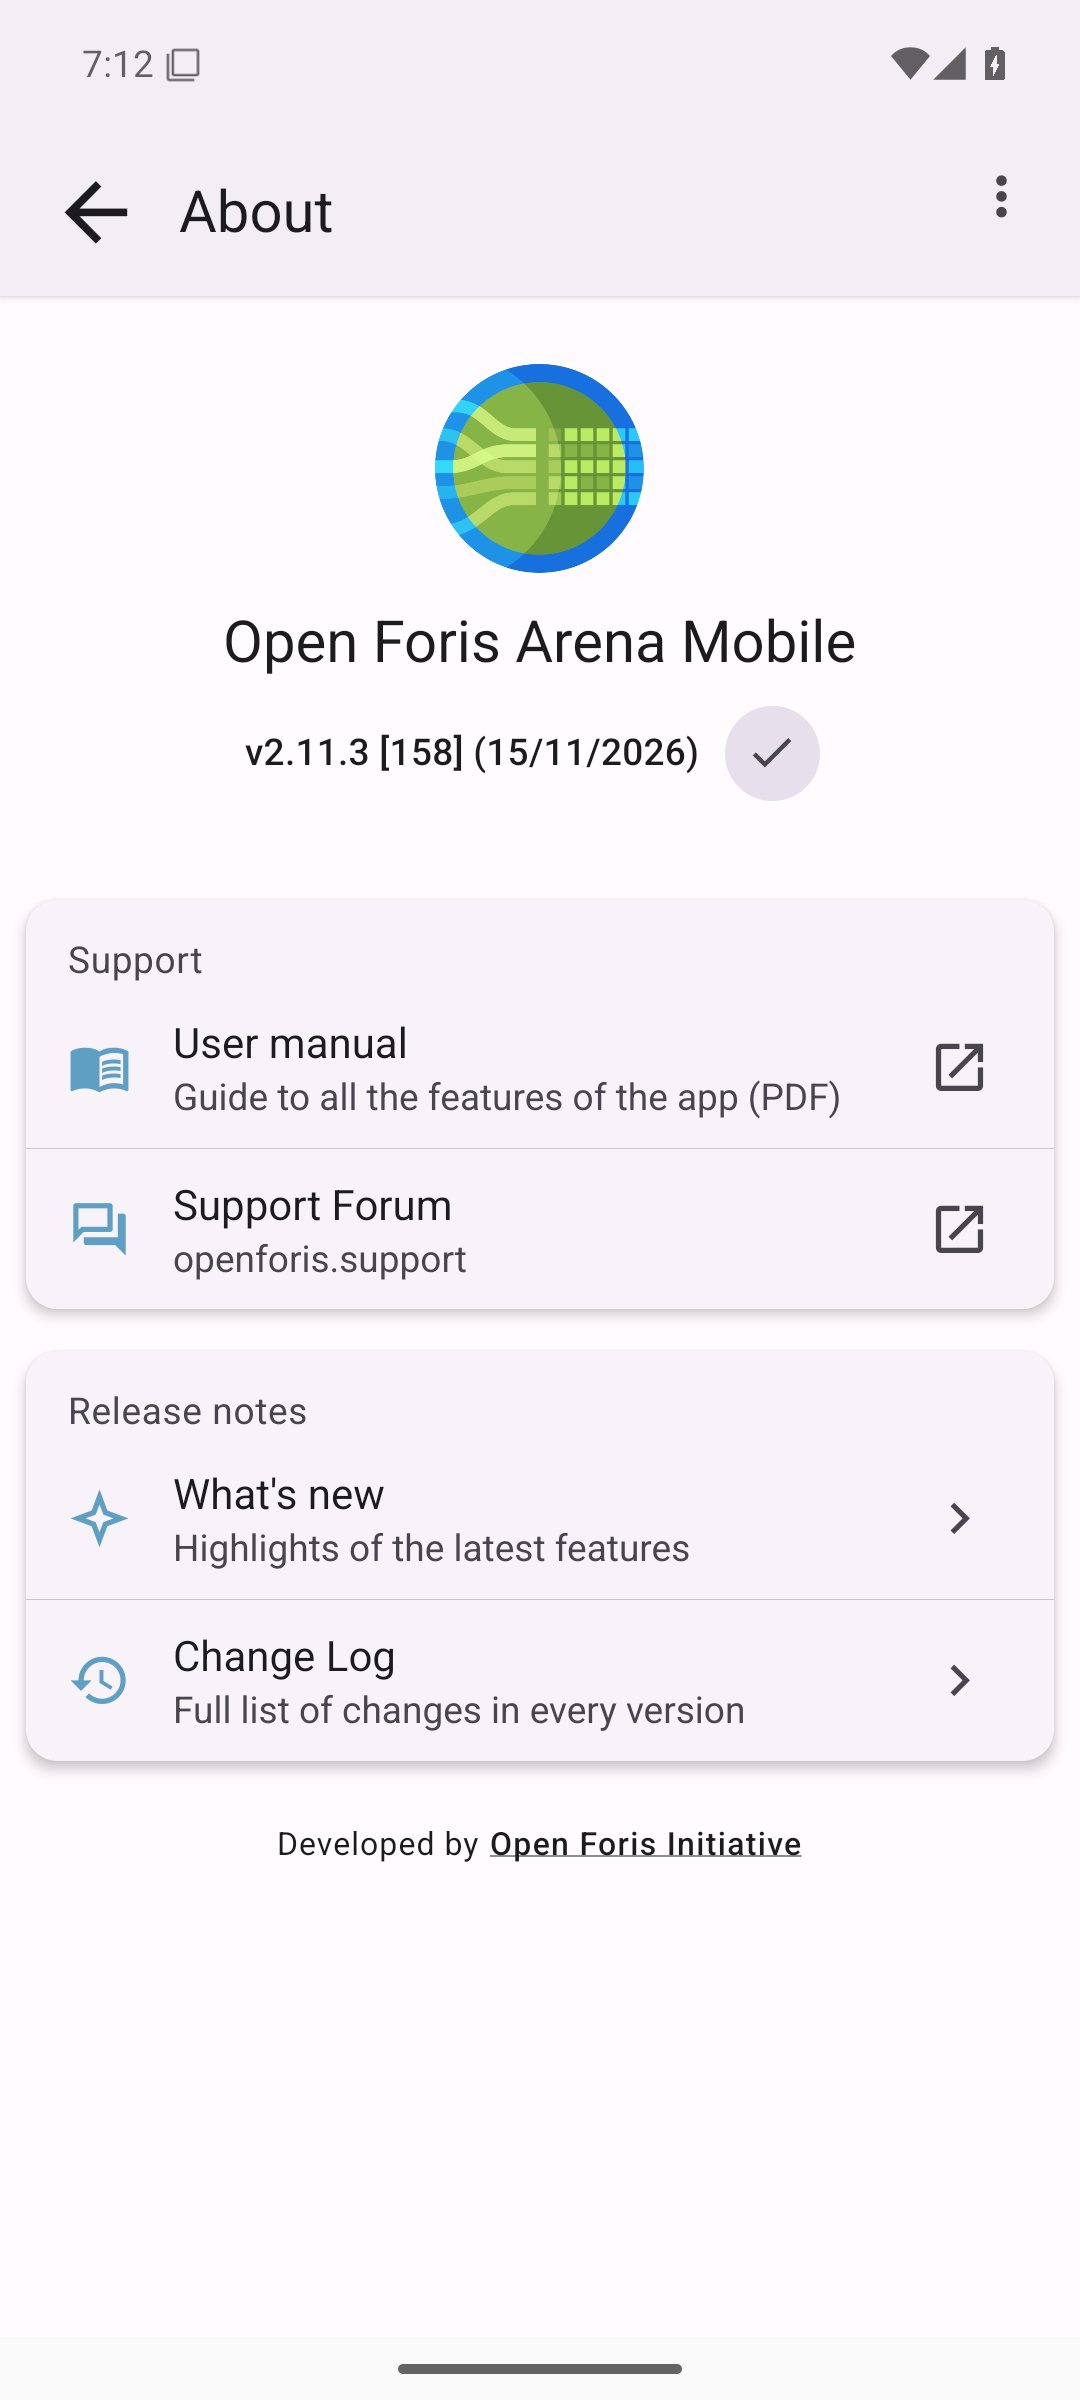 7:12
About
Open Foris Arena Mobile
v2.11.3 [158] (15/11/2026)
Support
User manual
Guide to all the features of the app (PDF)
Support Forum
openforis.support
Release notes
What's new
Highlights of the latest features
Change Log
Full list of changes in every version
Developed by Open Foris Initiative